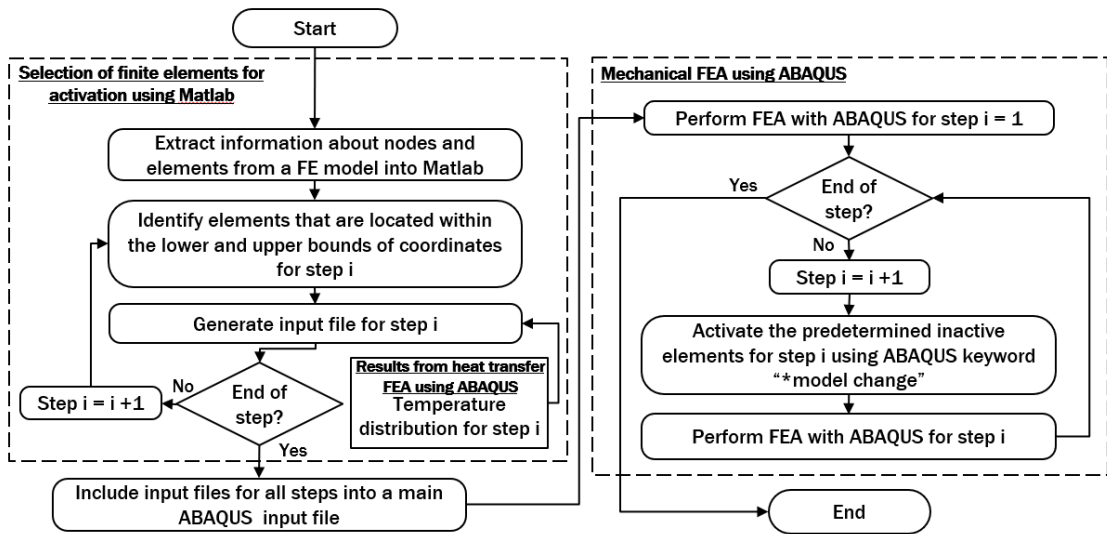 Start
Selection of finite elements for
activation using Matlab
Extract information about nodes and
elements from a FE model into Matlab
Identify elements that are located within
the lower and upper bounds of coordinates
for step i
Generate input file for step i
Results from heat transfer
FEA using ABAQUS
Temperature
distribution for step i
End of
step?
No
Step i = i +1
Yes
Include input files for all steps into a main
ABAQUS input file
Mechanical FEA using ABAQUS
Perform FEA with ABAQUS for step i = 1
End of
step?
Yes
No
Step i = i +1
Activate the predetermined inactive
elements for step i using ABAQUS keyword
“*model change”
Perform FEA with ABAQUS for step i
End